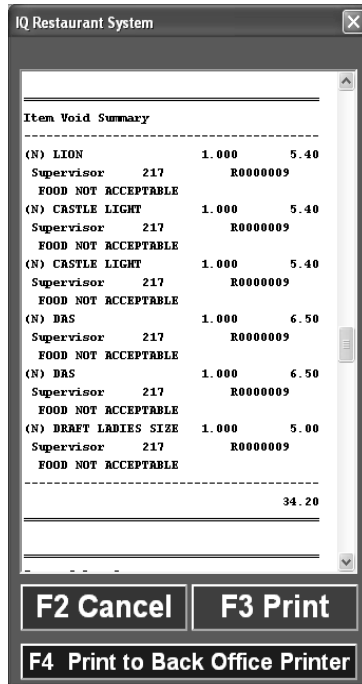 IQ Restaurant System
Item Void Summary
(N) LION 1.000 5.40
Supervisor 217 R0000009
FOOD NOT ACCEPTABLE
(N) CASTLE LIGHT 1.000 5.40
Supervisor 217 R0000009
FOOD NOT ACCEPTABLE
(N) CASTLE LIGHT 1.000 5.40
Supervisor 217 R0000009
FOOD NOT ACCEPTABLE
(N) DAS 1.000 6.50
Supervisor 217 R0000009
FOOD NOT ACCEPTABLE
(N) DAS 1.000 6.50
Supervisor 217 R0000009
FOOD NOT ACCEPTABLE
(N) DRAFT LADIES SIZE 1.000 5.00
Supervisor 217 R0000009
FOOD NOT ACCEPTABLE
34.20
F2 Cancel F3 Print
F4 Print to Back Office Printer